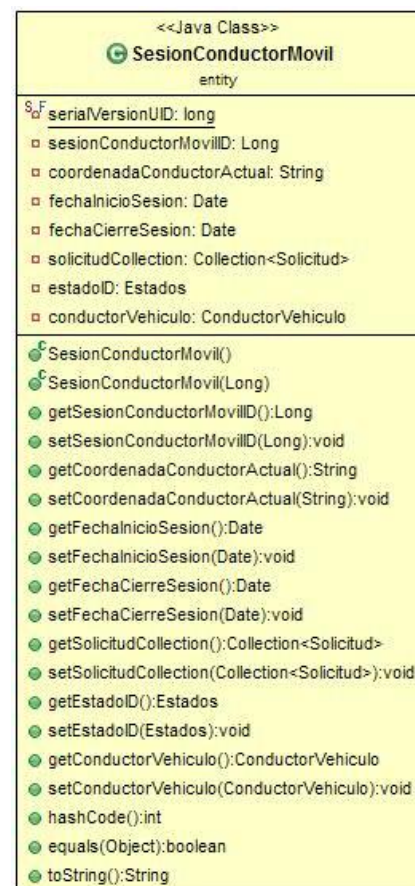 <<Java Class>>
SesionConductorMovil
entity
serialVersionUID: long
sesionConductorMovilID: Long
coordenadaConductorActual: String
fechaInicioSesion: Date
fechaCierreSesion: Date
solicitudCollection: Collection<Solicitud>
estadoID: Estados
conductorVehiculo: ConductorVehiculo
SesionConductorMovil()
SesionConductorMovil(Long)
getSesionConductorMovilID():Long
setSesionConductorMovilID(Long):void
getCoordenadaConductorActual():String
setCoordenadaConductorActual(String):void
getFechaInicioSesion():Date
setFechaInicioSesion(Date):void
getFechaCierreSesion():Date
setFechaCierreSesion(Date):void
getSolicitudCollection():Collection<Solicitud>
setSolicitudCollection(Collection<Solicitud>):void
getEstadoID():Estados
setEstadoID(Estados):void
getConductorVehiculo():ConductorVehiculo
setConductorVehiculo(ConductorVehiculo):void
hashCode():int
equals(Object):boolean
toString():String